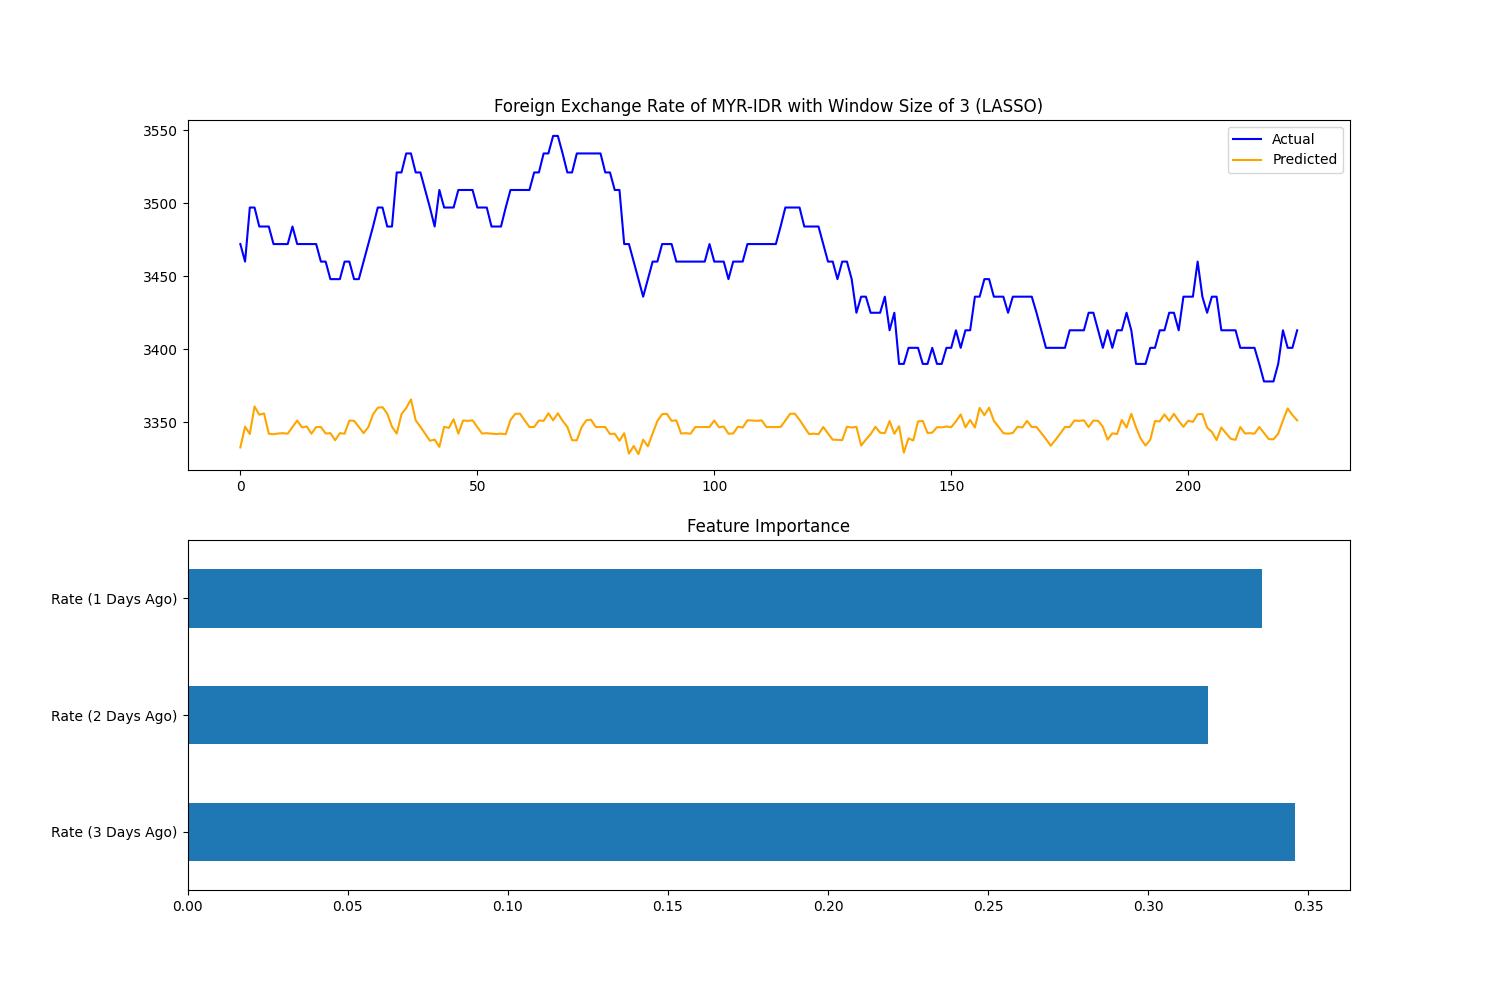 Foreign Exchange Rate of MYR-IDR with Window Size of 3 (LASSO)
3550
3500
3450
3400
3350
Actual
Predicted
0 50 100 150 200
Feature Importance
Rate (1 Days Ago)
Rate (2 Days Ago)
Rate (3 Days Ago)
0.00 0.05 0.10 0.15 0.20 0.25 0.30 0.35